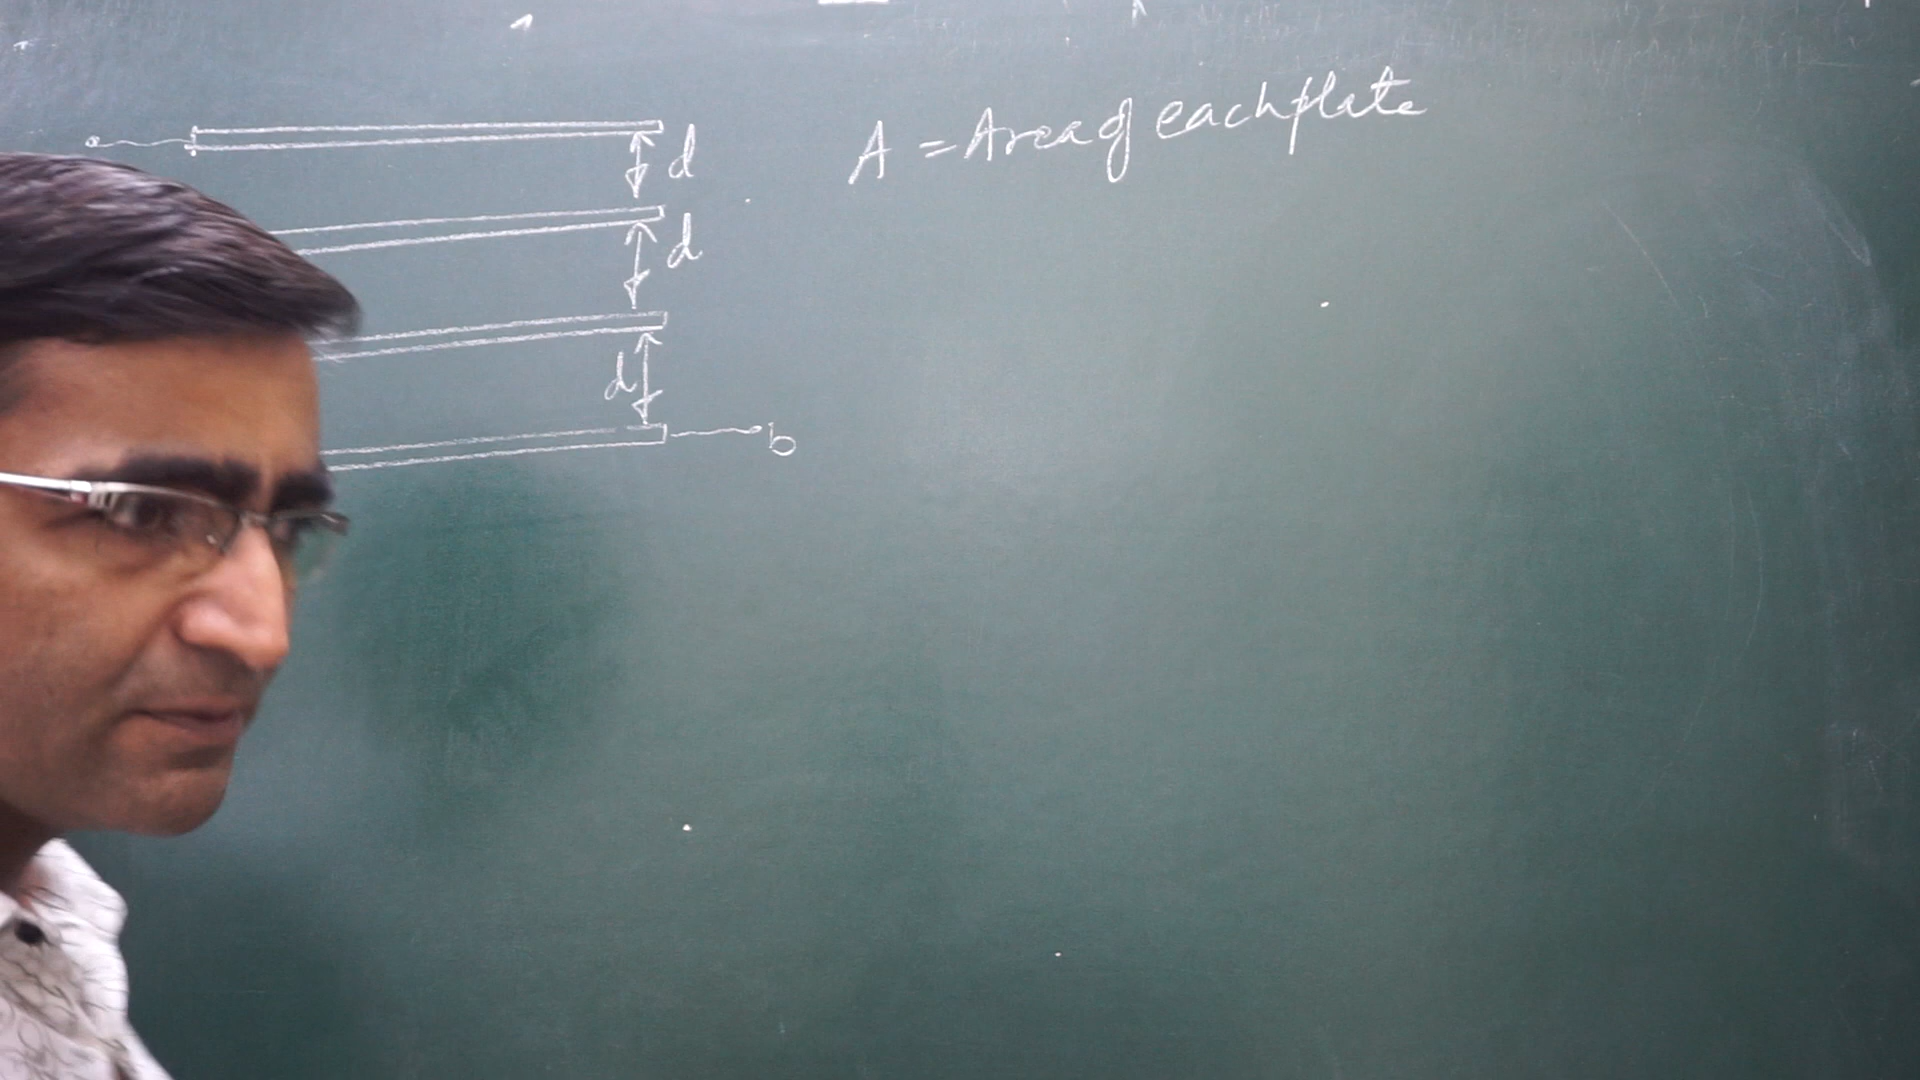 A = Area of each plate
d
d
d
b